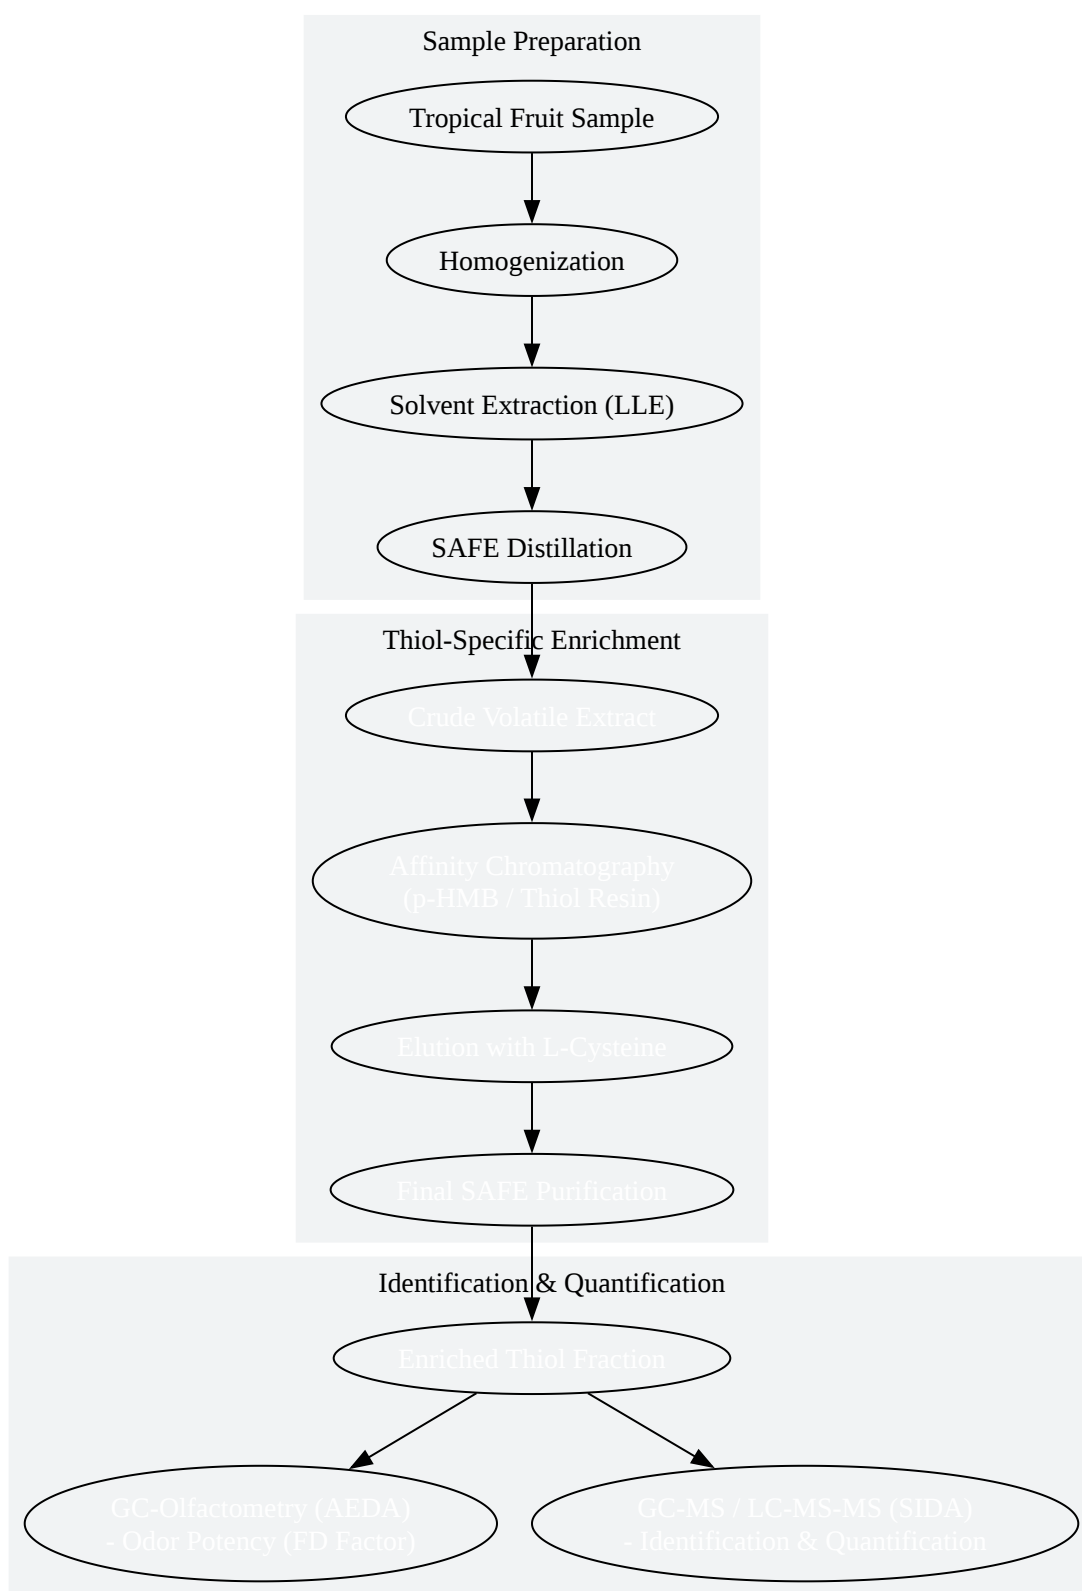 Sample Preparation
Tropical Fruit Sample
Homogenization
Solvent Extraction (LLE)
SAFE Distillation
Thiol-Specific Enrichment
Crude Volatile Extract
Affinity Chromatography
(p-HMB / Thiol Resin)
Elution with L-Cysteine
Final SAFE Purification
Identification & Quantification
Enriched Thiol Fraction
GC-Olfactometry (AEDA)
- Odor Potency (FD Factor)
GC-MS / LC-MS-MS (SIDA)
- Identification & Quantification